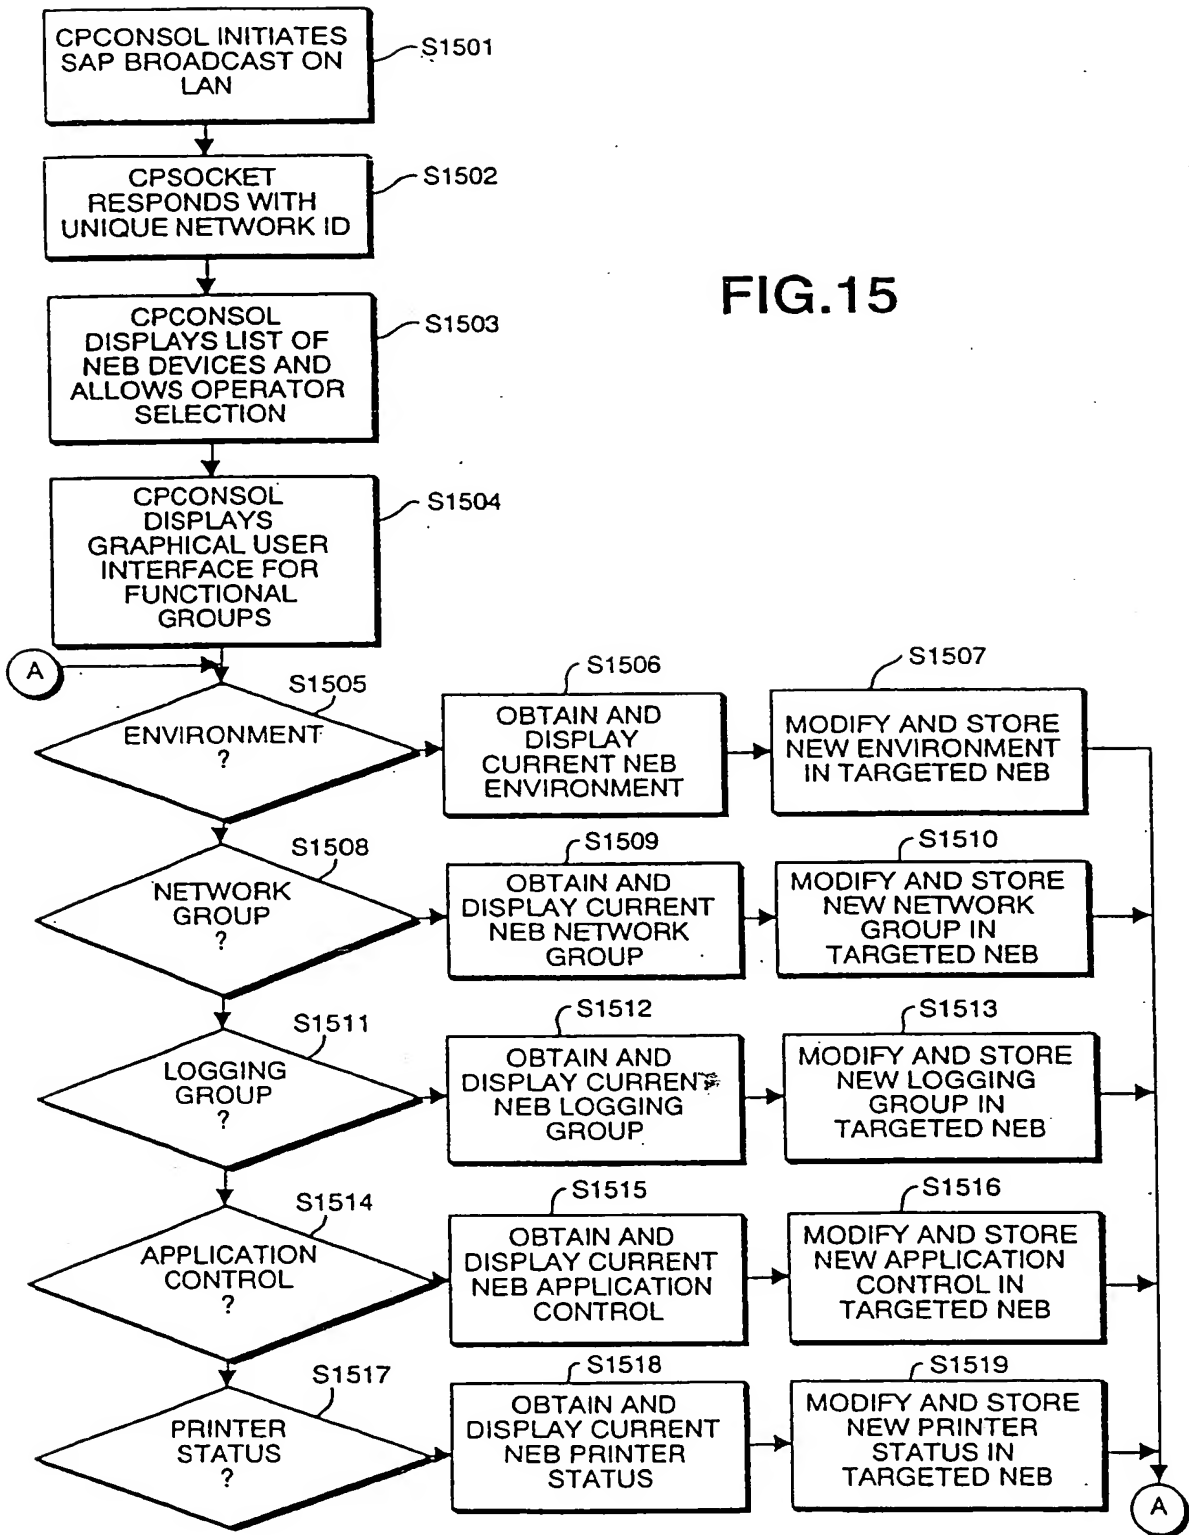 CPCONSOL INITIATES
SAP BROADCAST ON
LAN
S1501
CPSOCKET
RESPONDS WITH
UNIQUE NETWORK ID
S1502
FIG.15
CPCONSOL
DISPLAYS LIST OF
NEB DEVICES AND
ALLOWS OPERATOR
SELECTION
S1503
CPCONSOL
DISPLAYS
GRAPHICAL USER
INTERFACE FOR
FUNCTIONAL
GROUPS
S1504
A
ENVIRONMENT
?
S1505
OBTAIN AND
DISPLAY
CURRENT NEB
ENVIRONMENT
S1506
MODIFY AND STORE
NEW ENVIRONMENT
IN TARGETED NEB
S1507
NETWORK
GROUP
?
S1508
OBTAIN AND
DISPLAY CURRENT
NEB NETWORK
GROUP
S1509
MODIFY AND STORE
NEW NETWORK
GROUP IN
TARGETED NEB
S1510
LOGGING
GROUP
?
S1511
OBTAIN AND
DISPLAY CURRENT
NEB LOGGING
GROUP
S1512
MODIFY AND STORE
NEW LOGGING
GROUP IN
TARGETED NEB
S1513
APPLICATION
CONTROL
?
S1514
OBTAIN AND
DISPLAY CURRENT
NEB APPLICATION
CONTROL
S1515
MODIFY AND STORE
NEW APPLICATION
CONTROL IN
TARGETED NEB
S1516
PRINTER
STATUS
?
S1517
OBTAIN AND
DISPLAY CURRENT
NEB PRINTER
STATUS
S1518
MODIFY AND STORE
NEW PRINTER
STATUS IN
TARGETED NEB
S1519
A